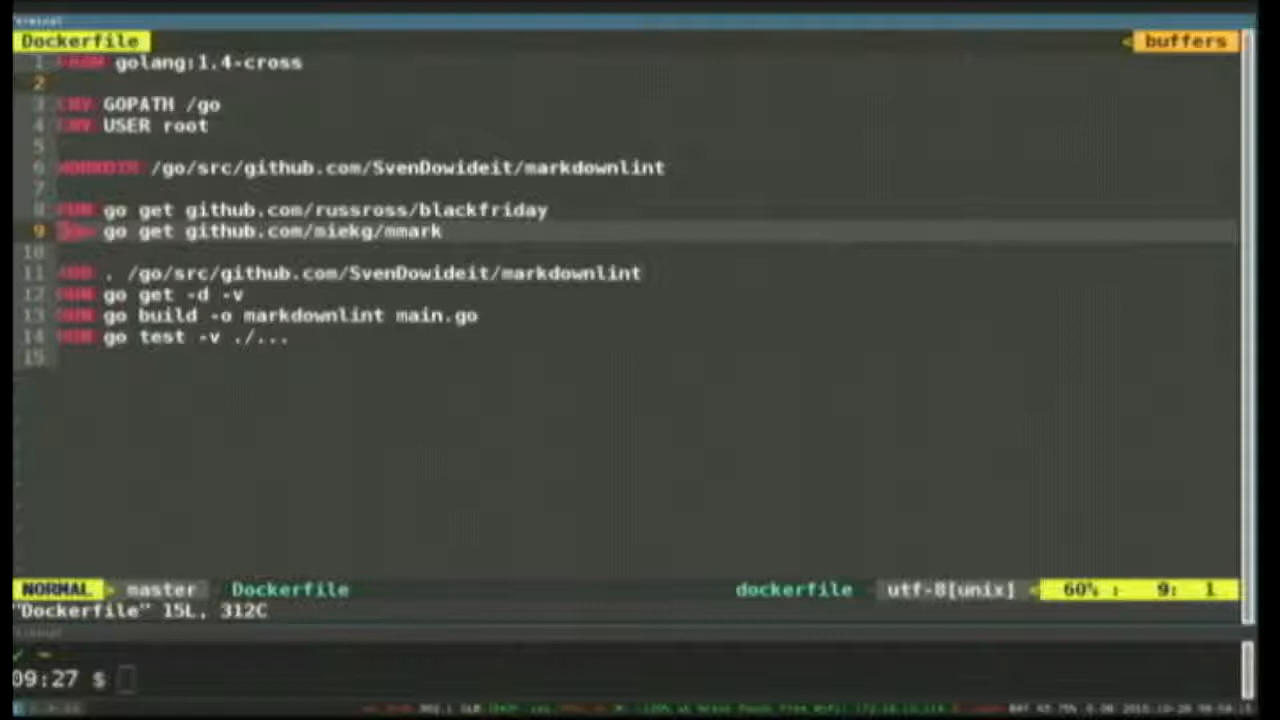 Dockerfile
buffers
1 FROM golang:1.4-cross
2
3 ENV GOPATH /go
4 ENV USER root
5
6 WORKDIR /go/src/github.com/SvenDowideit/markdownlint
7
8 RUN go get github.com/russross/blackfriday
9 go get github.com/miekg/mmark
10
11 ADD . /go/src/github.com/SvenDowideit/markdownlint
12 RUN go get -d -v
13 RUN go build -o markdownlint main.go
14 RUN go test -v ./...
15
NORMAL master Dockerfile dockerfile utf-8[unix] 60% : 9: 1
"Dockerfile" 15L, 312C
09:27 $